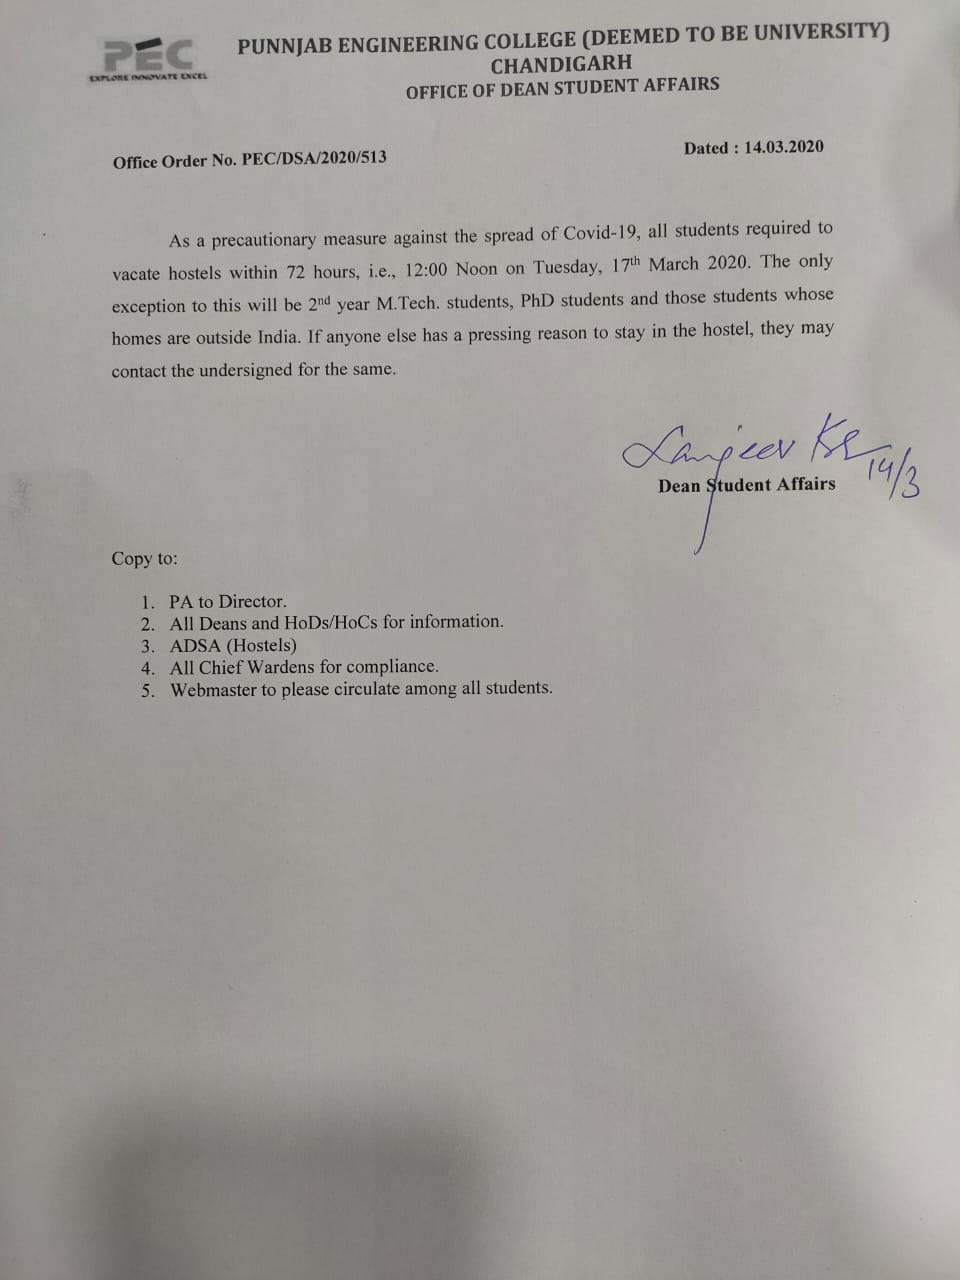 PEC
EXPLORE INNOVATE EXCEL
PUNNJAB ENGINEERING COLLEGE (DEEMED TO BE UNIVERSITY)
CHANDIGARH
OFFICE OF DEAN STUDENT AFFAIRS
Office Order No. PEC/DSA/2020/513
Dated : 14.03.2020
As a precautionary measure against the spread of Covid-19, all students required to
vacate hostels within 72 hours, i.e., 12:00 Noon on Tuesday, 17th March 2020. The only
exception to this will be 2nd year M.Tech. students, PhD students and those students whose
homes are outside India. If anyone else has a pressing reason to stay in the hostel, they may
contact the undersigned for the same.
Sanjeev Kr
14/3
Dean Student Affairs
Copy to:
1. PA to Director.
2. All Deans and HoDs/HoCs for information.
3. ADSA (Hostels)
4. All Chief Wardens for compliance.
5. Webmaster to please circulate among all students.